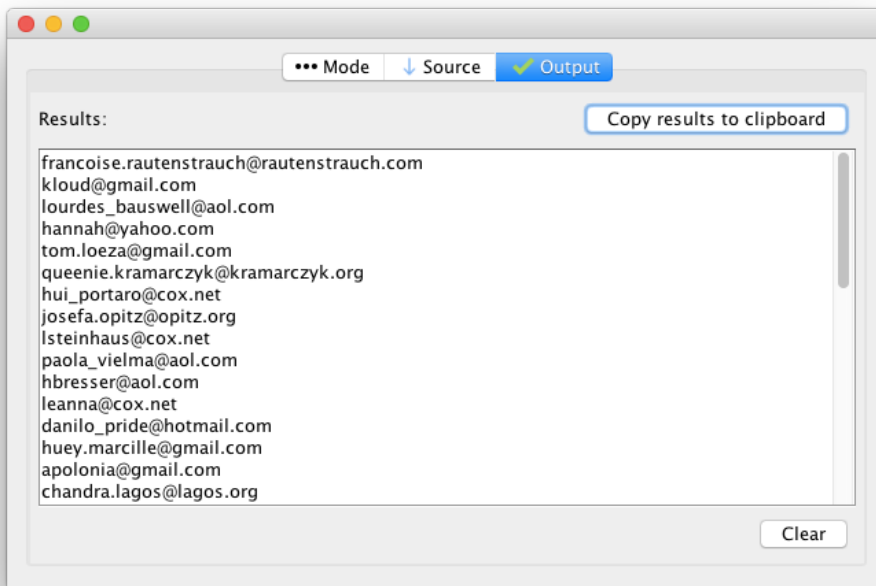 ••• Mode
Source
Output
Results:
Copy results to clipboard
francoise.rautenstrauch@rautenstrauch.com
kloud@gmail.com
lourdes_bauswell@aol.com
hannah@yahoo.com
tom.loeza@gmail.com
queenie.kramarczyk@kramarczyk.org
hui_portaro@cox.net
josefa.opitz@opitz.org
lsteinhaus@cox.net
paola_vielma@aol.com
hbresser@aol.com
leanna@cox.net
danilo_pride@hotmail.com
huey.marcille@gmail.com
apolonia@gmail.com
chandra.lagos@lagos.org
Clear